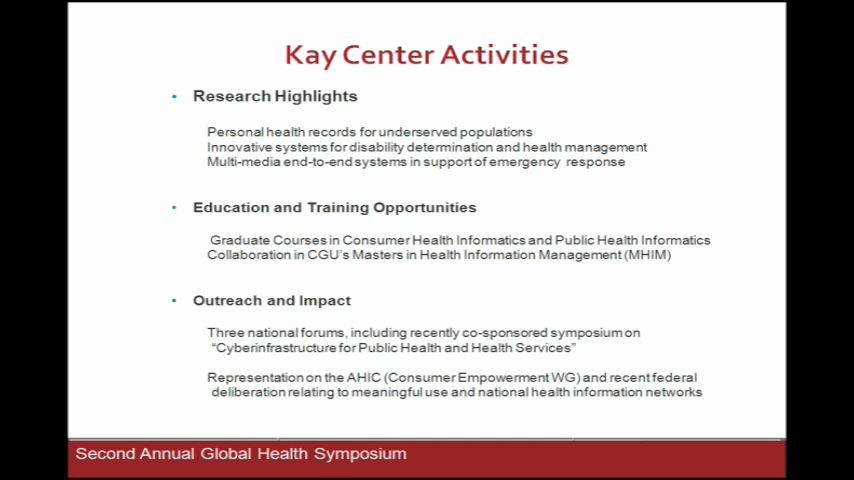 Kay Center Activities
• Research Highlights
Personal health records for underserved populations
Innovative systems for disability determination and health management
Multi-media end-to-end systems in support of emergency response
• Education and Training Opportunities
Graduate Courses in Consumer Health Informatics and Public Health Informatics
Collaboration in CGU's Masters in Health Information Management (MHIM)
• Outreach and Impact
Three national forums, including recently co-sponsored symposium on
"Cyberinfrastructure for Public Health and Health Services"
Representation on the AHIC (Consumer Empowerment WG) and recent federal
deliberation relating to meaningful use and national health information networks
Second Annual Global Health Symposium